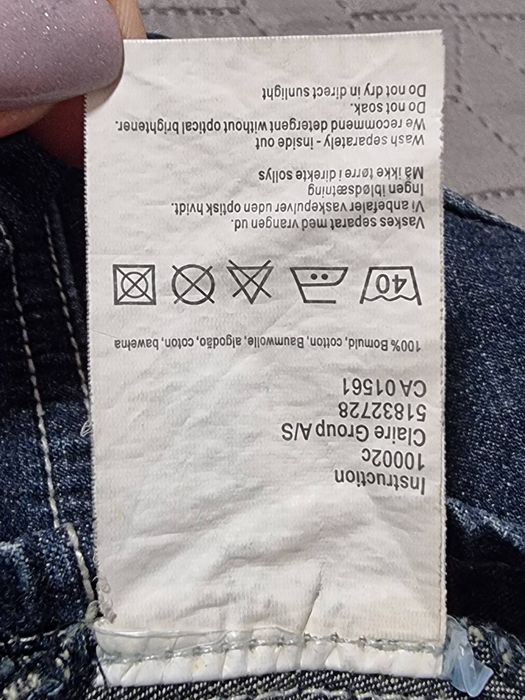 Instruction
10002c
Claire Group A/S
51832728
CA 01561
100% Bomuld, cotton, Baumwolle, algodão, coton, bawełna
40
Vaskes separat med vrangen ud.
Vi anbefaler vaskepulver uden optisk hvidt.
Ingen iblødsætning
Må ikke tørre i direkte sollys
Wash separately - inside out
We recommend detergent without optical brightener.
Do not soak.
Do not dry in direct sunlight